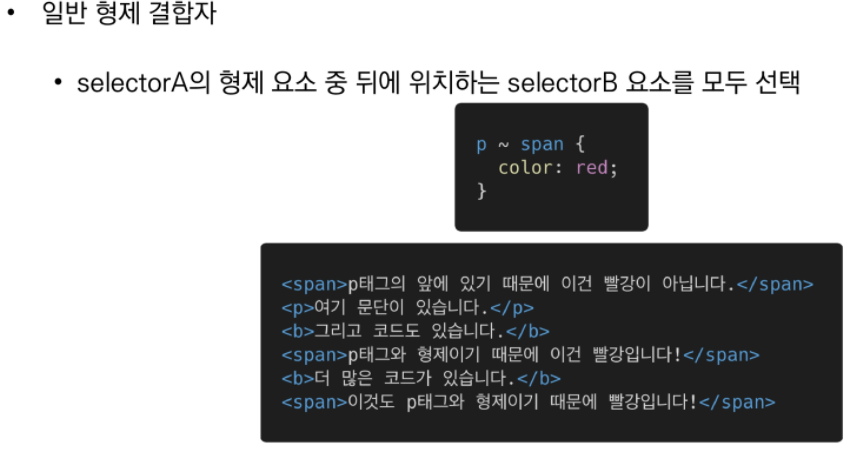 • 일반 형제 결합자
• selectorA의 형제 요소 중 뒤에 위치하는 selectorB 요소를 모두 선택
p ~ span {
  color: red;
}
<span>p태그의 앞에 있기 때문에 이건 빨강이 아닙니다.</span>
<p>여기 문단이 있습니다.</p>
<b>그리고 코드도 있습니다.</b>
<span>p태그와 형제이기 때문에 이건 빨강입니다!</span>
<b>더 많은 코드가 있습니다.</b>
<span>이것도 p태그와 형제이기 때문에 빨강입니다!</span>